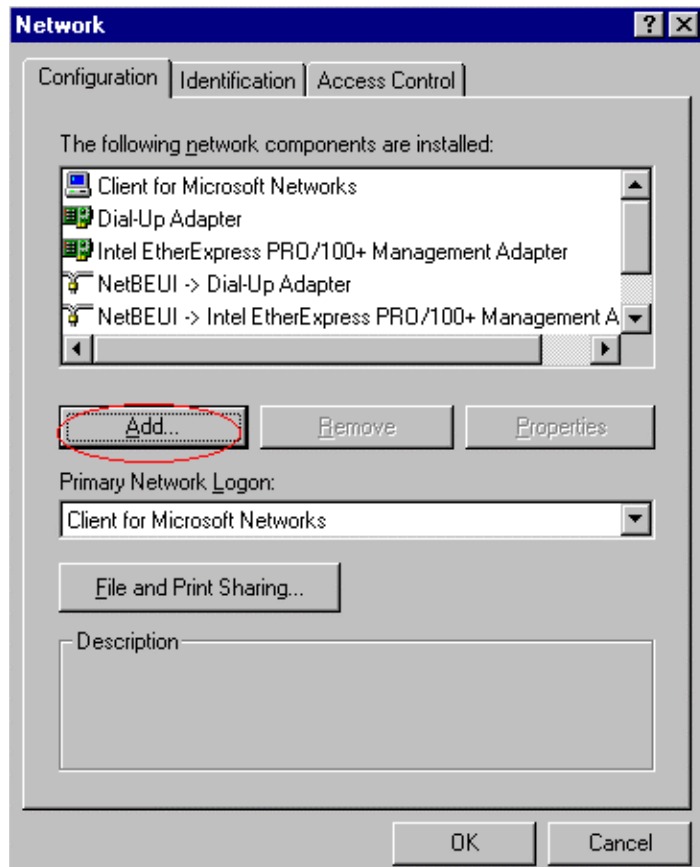 Network
Configuration Identification Access Control
The following network components are installed:
Client for Microsoft Networks
Dial-Up Adapter
Intel EtherExpress PRO/100+ Management Adapter
NetBEUI -> Dial-Up Adapter
NetBEUI -> Intel EtherExpress PRO/100+ Management A
Add... Remove Properties
Primary Network Logon:
Client for Microsoft Networks
File and Print Sharing...
Description
OK Cancel